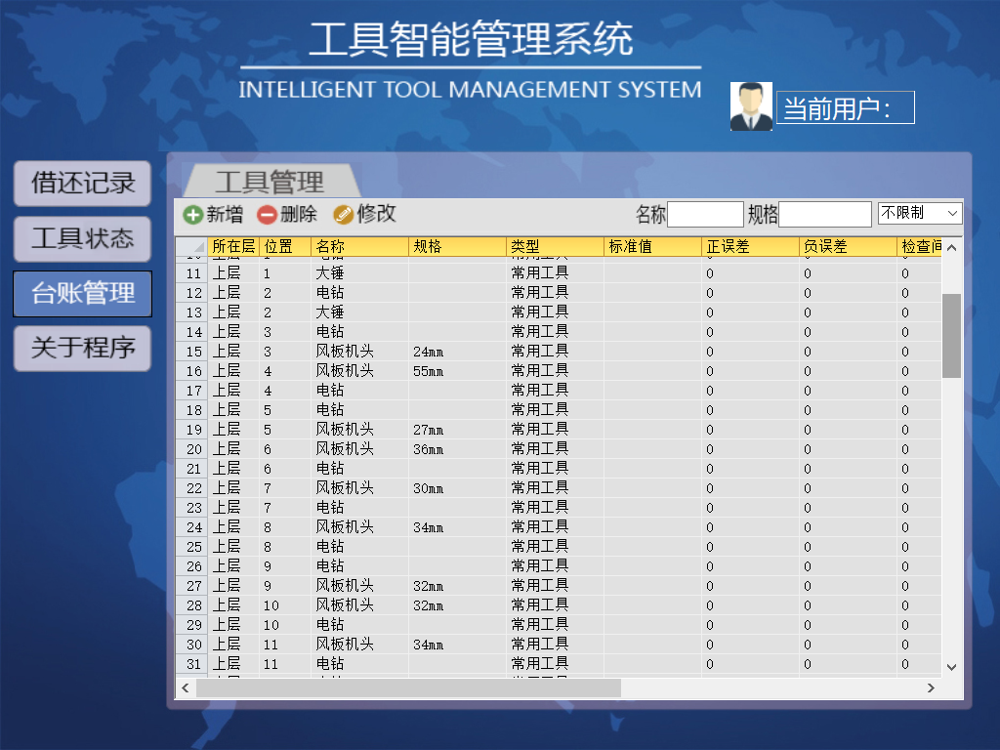 工具智能管理系统
INTELLIGENT TOOL MANAGEMENT SYSTEM
当前用户：
借还记录
工具状态
台账管理
关于程序
工具管理
新增 删除 修改 名称 规格 不限制
所在层 位置 名称 规格 类型 标准值 正误差 负误差 检查间
11 上层 1 大锤 常用工具 0 0 0
12 上层 2 电钻 常用工具 0 0 0
13 上层 2 大锤 常用工具 0 0 0
14 上层 3 电钻 常用工具 0 0 0
15 上层 3 风板机头 24mm 常用工具 0 0 0
16 上层 4 风板机头 55mm 常用工具 0 0 0
17 上层 4 电钻 常用工具 0 0 0
18 上层 5 电钻 常用工具 0 0 0
19 上层 5 风板机头 27mm 常用工具 0 0 0
20 上层 6 风板机头 36mm 常用工具 0 0 0
21 上层 6 电钻 常用工具 0 0 0
22 上层 7 风板机头 30mm 常用工具 0 0 0
23 上层 7 电钻 常用工具 0 0 0
24 上层 8 风板机头 34mm 常用工具 0 0 0
25 上层 8 电钻 常用工具 0 0 0
26 上层 9 电钻 常用工具 0 0 0
27 上层 9 风板机头 32mm 常用工具 0 0 0
28 上层 10 风板机头 32mm 常用工具 0 0 0
29 上层 10 电钻 常用工具 0 0 0
30 上层 11 风板机头 34mm 常用工具 0 0 0
31 上层 11 电钻 常用工具 0 0 0